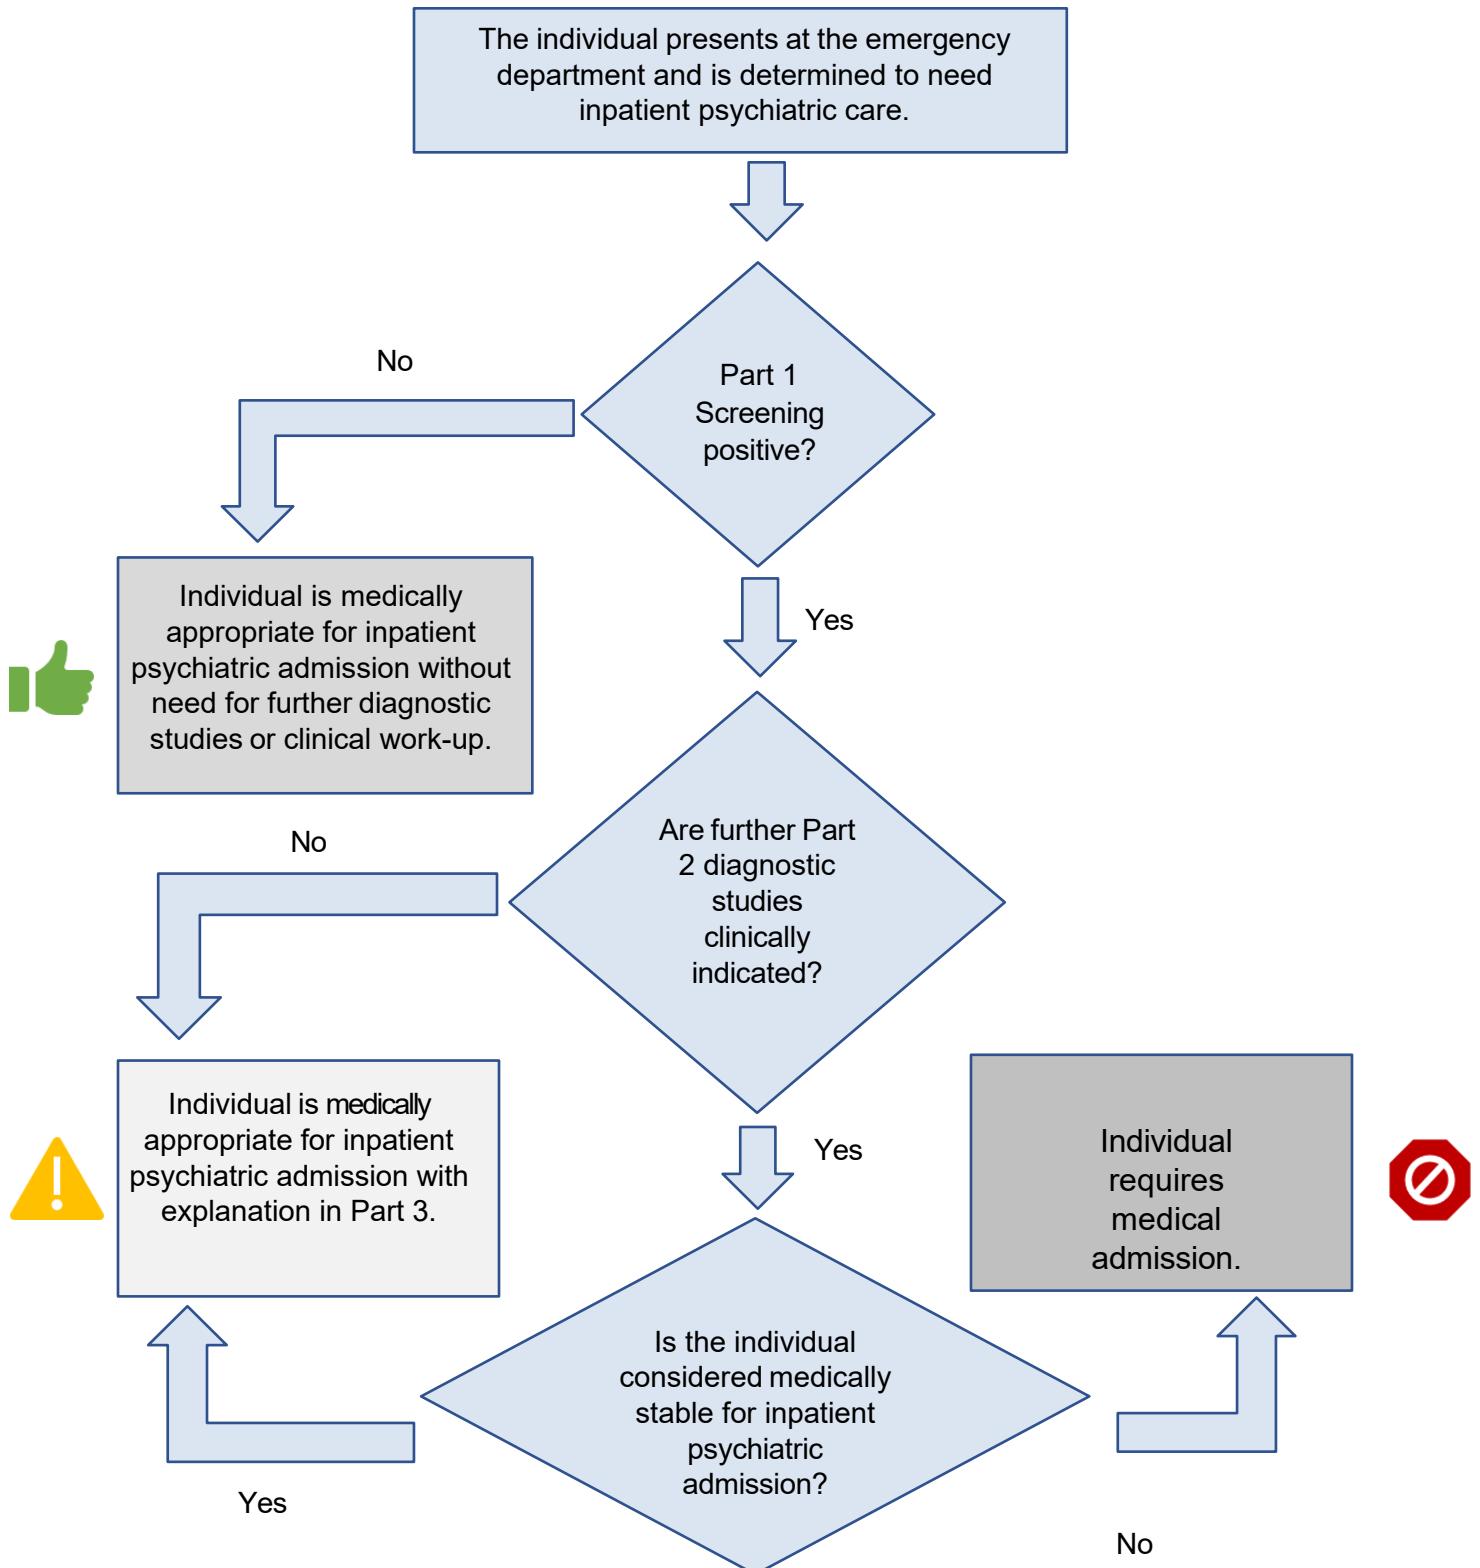 The individual presents at the emergency
department and is determined to need
inpatient psychiatric care.
No
Part 1
Screening
positive?
Individual is medically
appropriate for inpatient
psychiatric admission without
need for further diagnostic
studies or clinical work-up.
Yes
No
Are further Part
2 diagnostic
studies
clinically
indicated?
Individual is medically
appropriate for inpatient
psychiatric admission with
explanation in Part 3.
Yes
Individual
requires
medical
admission.
Is the individual
considered medically
stable for inpatient
psychiatric
admission?
Yes
No